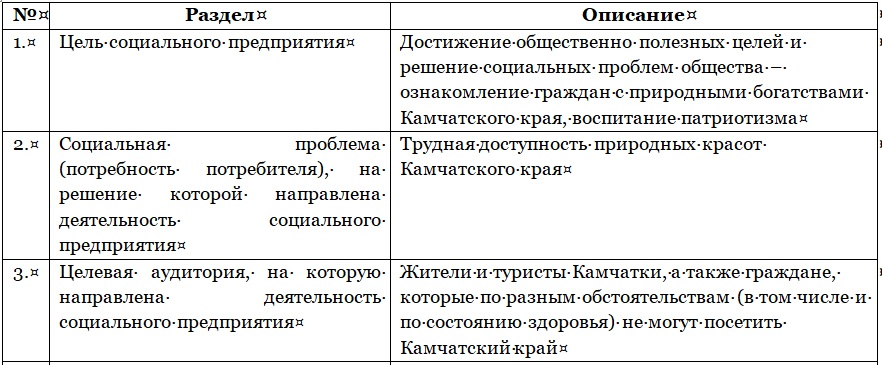 № Раздел Описание
1. Цель социального предприятия
Достижение общественно полезных целей и
решение социальных проблем общества –
ознакомление граждан с природными богатствами
Камчатского края, воспитание патриотизма
2. Социальная проблема
(потребность потребителя), на
решение которой направлена
деятельность социального
предприятия
Трудная доступность природных красот
Камчатского края
3. Целевая аудитория, на которую
направлена деятельность
социального предприятия
Жители и туристы Камчатки, а также граждане,
которые по разным обстоятельствам (в том числе и
по состоянию здоровья) не могут посетить
Камчатский край